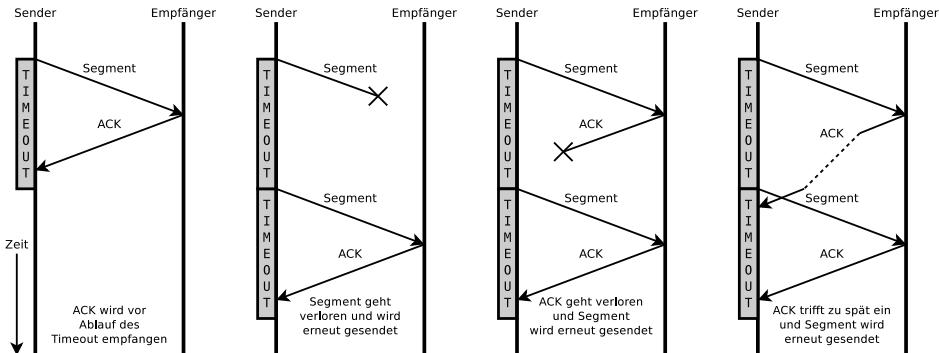 Sender Empfänger
Segment
ACK
TIMEOUT
Zeit
ACK wird vor
Ablauf des
Timeout empfangen
Sender Empfänger
Segment
TIMEOUT
Segment
ACK
TIMEOUT
Segment geht
verloren und wird
erneut gesendet
Sender Empfänger
Segment
ACK
TIMEOUT
Segment
ACK
TIMEOUT
ACK geht verloren
und Segment
wird erneut gesendet
Sender Empfänger
Segment
ACK
TIMEOUT
Segment
ACK
TIMEOUT
ACK trifft zu spät ein
und Segment wird
erneut gesendet